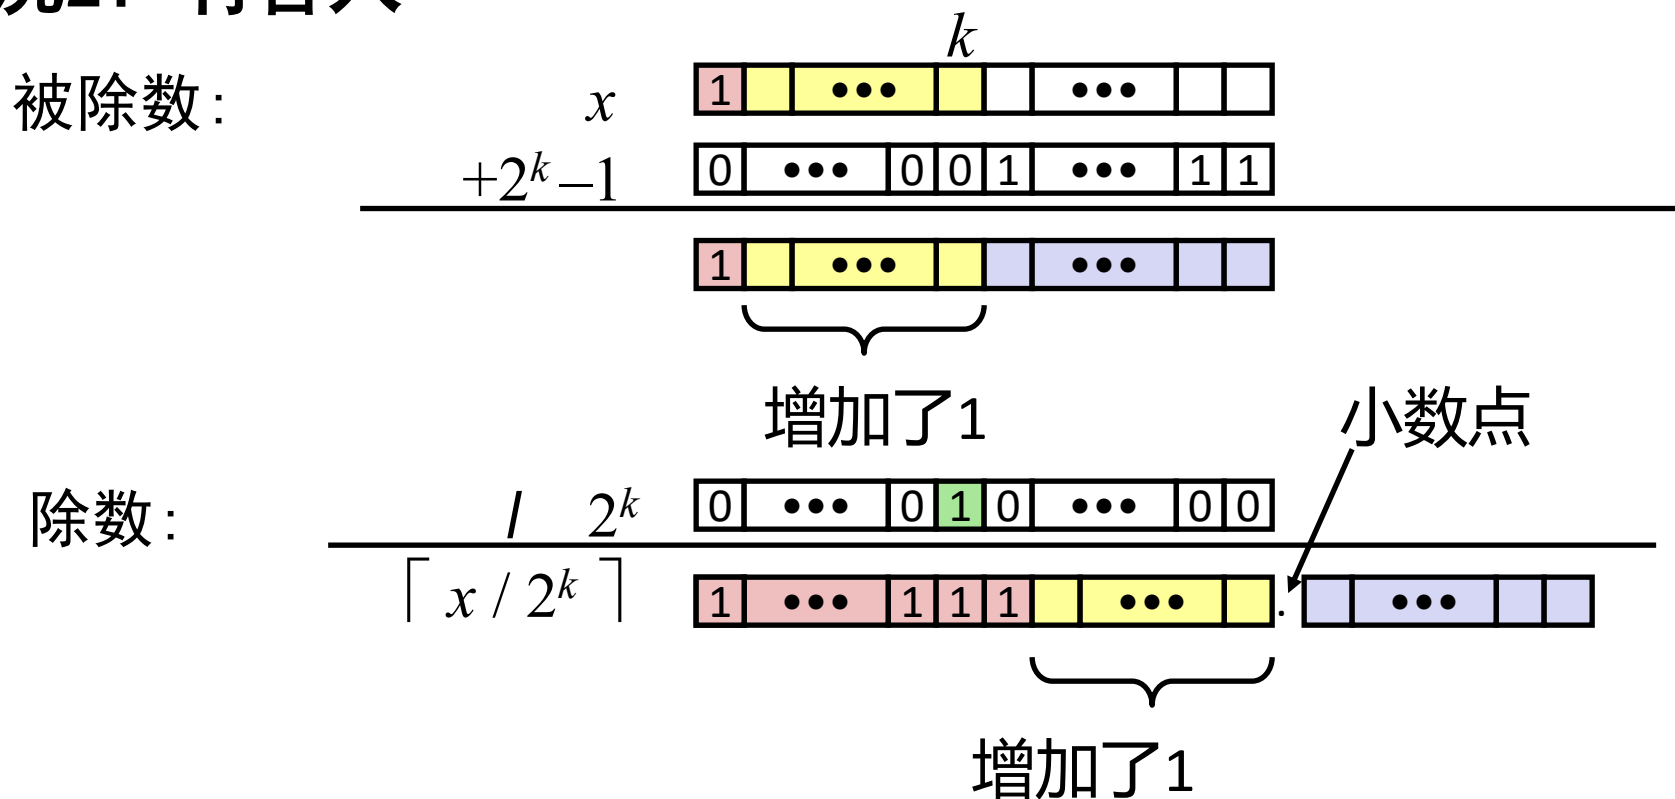 k
被除数: x 1 ••• •••
+2^k –1 0 ••• 0 0 1 ••• 1 1
1 ••• •••
增加了1
小数点
除数: / 2^k 0 ••• 0 1 0 ••• 0 0
⌈ x / 2^k ⌉ 1 ••• 1 1 1 ••• . •••
增加了1